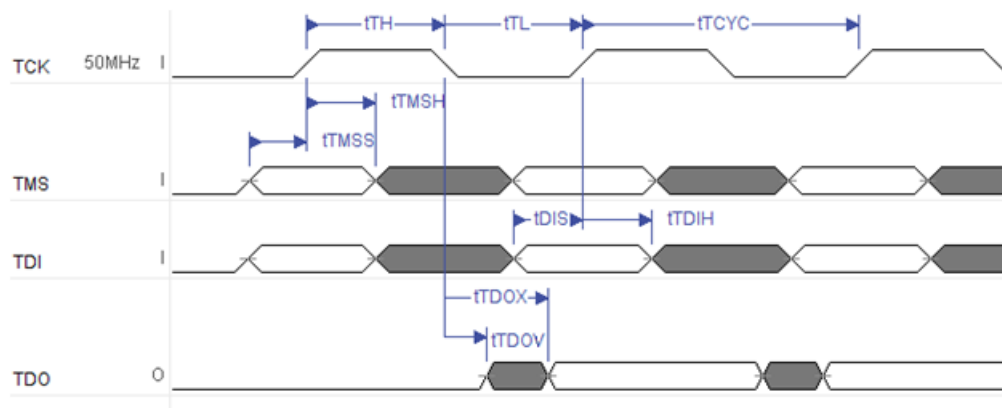 tTH tTL tTCYC
TCK 50MHz I
tTMSH
tTMSS
TMS I
tDIS tTDIH
TDI I
tTDOX
tTDOV
TDO O